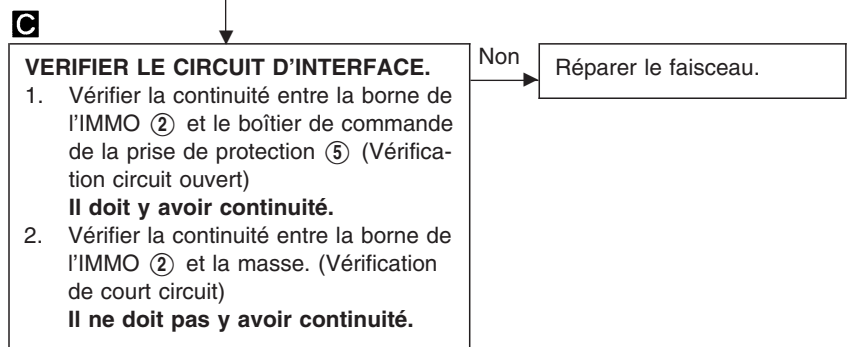 C
VERIFIER LE CIRCUIT D'INTERFACE.
1. Vérifier la continuité entre la borne de
l'IMMO ② et le boîtier de commande
de la prise de protection ⑤ (Vérifica-
tion circuit ouvert)
Il doit y avoir continuité.
2. Vérifier la continuité entre la borne de
l'IMMO ② et la masse. (Vérification
de court circuit)
Il ne doit pas y avoir continuité.
Non
Réparer le faisceau.